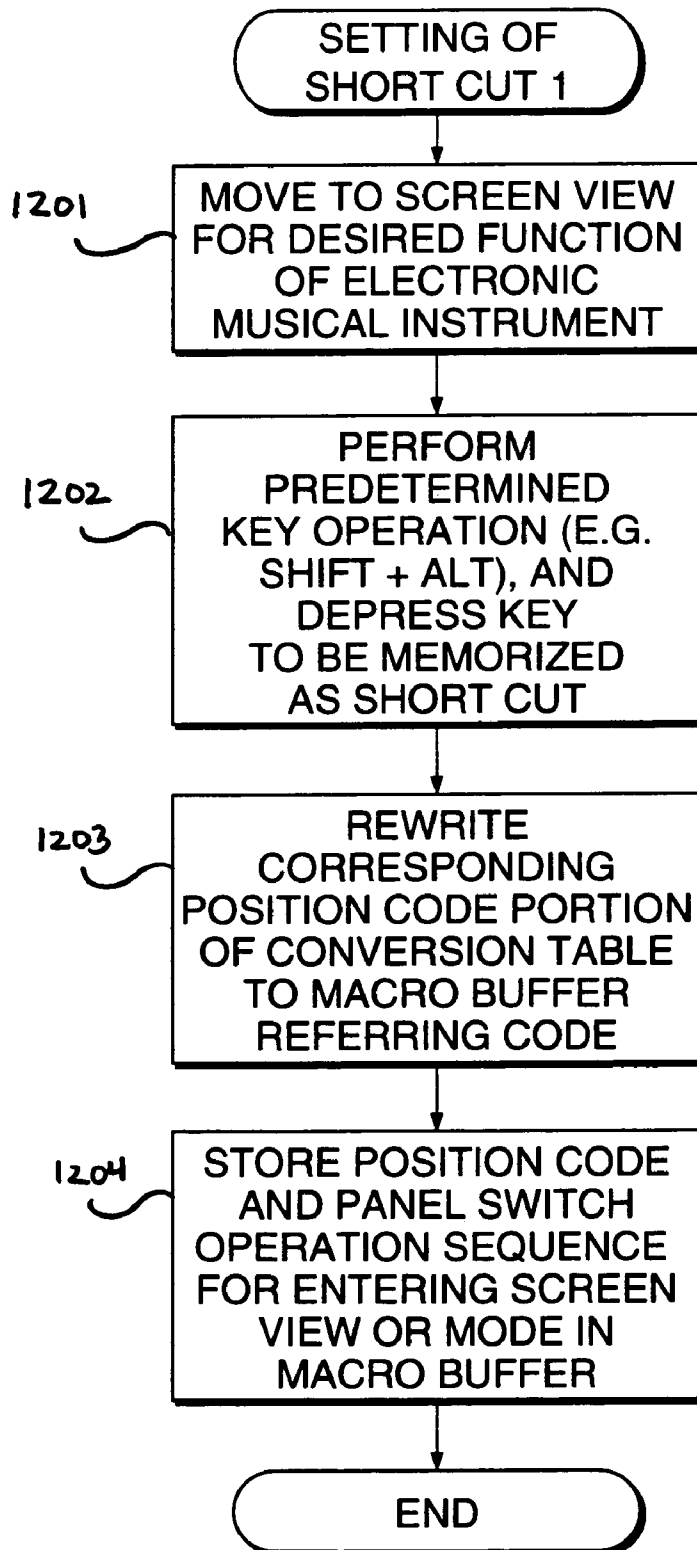 SETTING OF
SHORT CUT 1
1201
MOVE TO SCREEN VIEW
FOR DESIRED FUNCTION
OF ELECTRONIC
MUSICAL INSTRUMENT
1202
PERFORM
PREDETERMINED
KEY OPERATION (E.G.
SHIFT + ALT), AND
DEPRESS KEY
TO BE MEMORIZED
AS SHORT CUT
1203
REWRITE
CORRESPONDING
POSITION CODE PORTION
OF CONVERSION TABLE
TO MACRO BUFFER
REFERRING CODE
1204
STORE POSITION CODE
AND PANEL SWITCH
OPERATION SEQUENCE
FOR ENTERING SCREEN
VIEW OR MODE IN
MACRO BUFFER
END